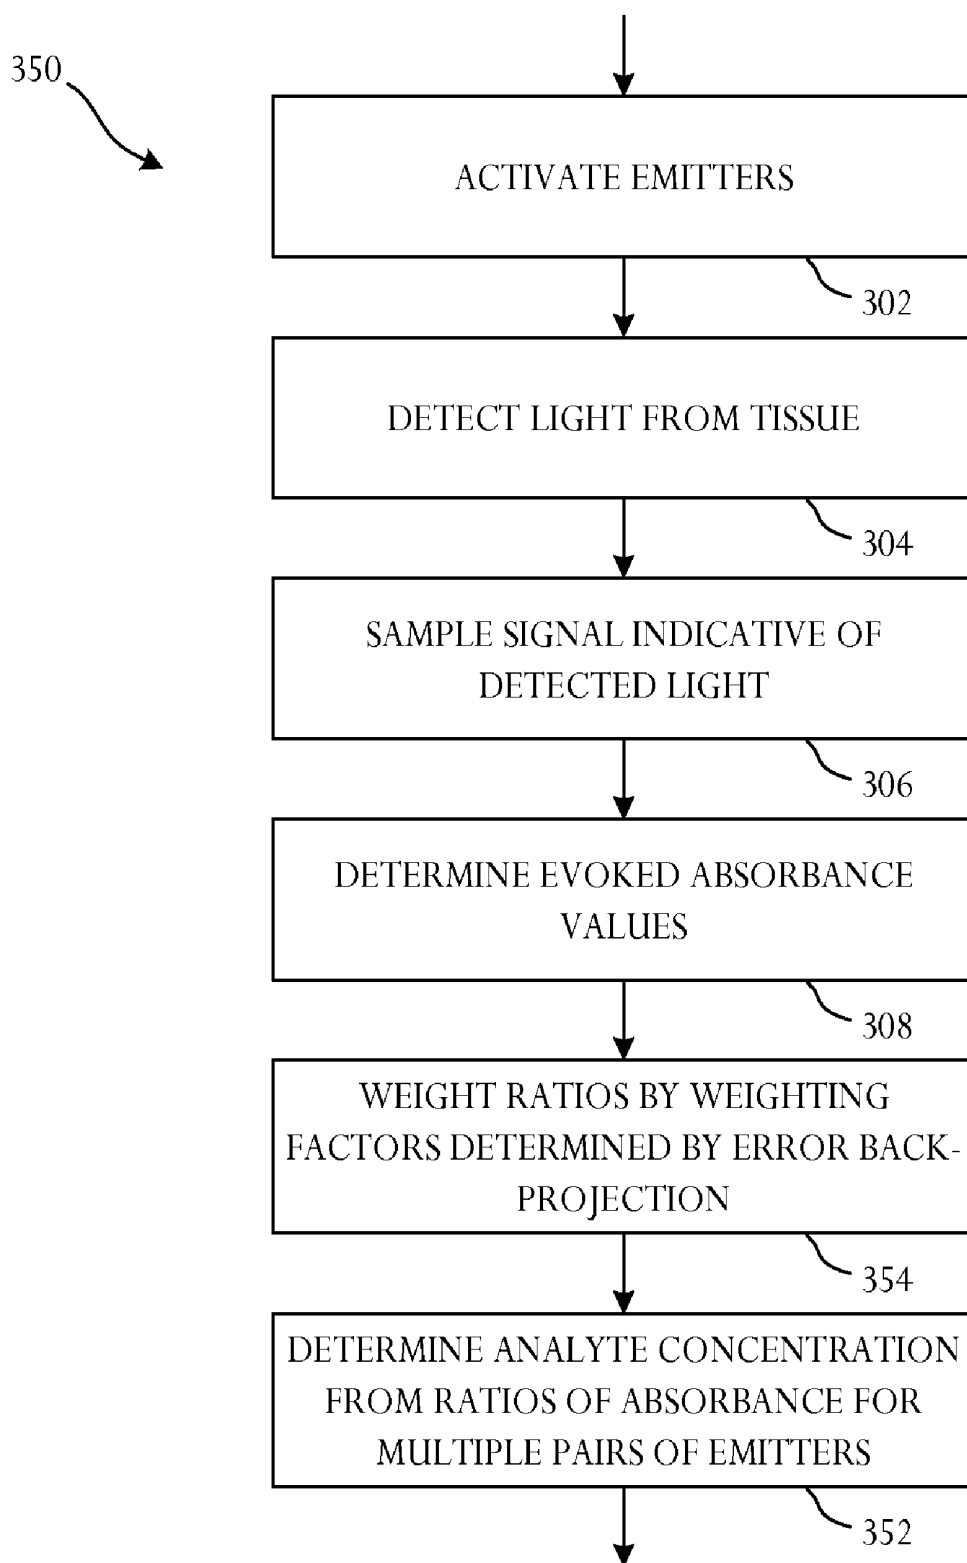 350
ACTIVATE EMITTERS
302
DETECT LIGHT FROM TISSUE
304
SAMPLE SIGNAL INDICATIVE OF
DETECTED LIGHT
306
DETERMINE EVOKED ABSORBANCE
VALUES
308
WEIGHT RATIOS BY WEIGHTING
FACTORS DETERMINED BY ERROR BACK-
PROJECTION
354
DETERMINE ANALYTE CONCENTRATION
FROM RATIOS OF ABSORBANCE FOR
MULTIPLE PAIRS OF EMITTERS
352